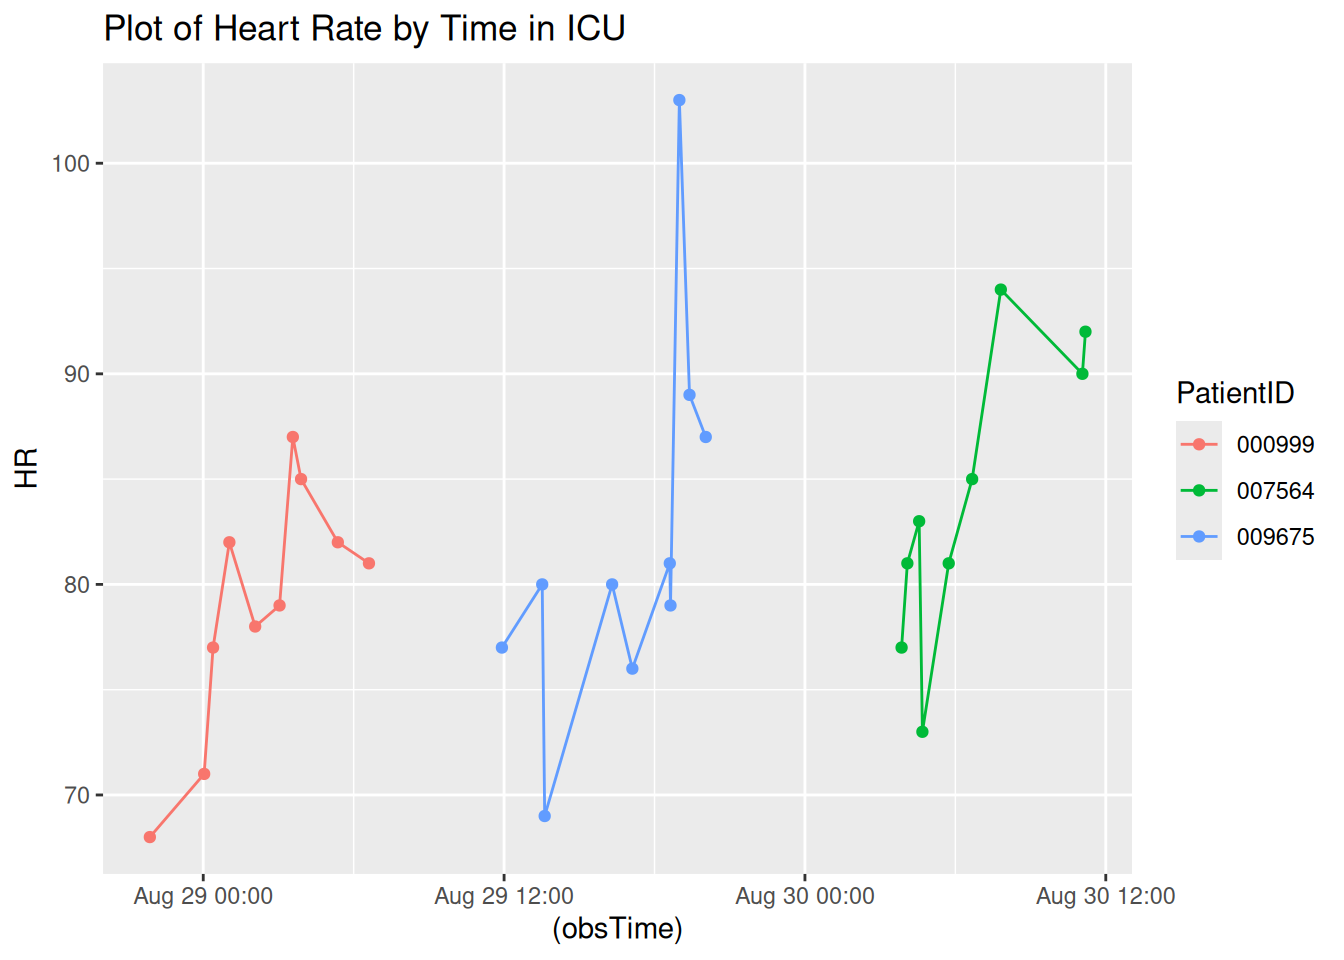 Plot of Heart Rate by Time in ICU
HR
100
90
80
70
Aug 29 00:00
Aug 29 12:00
Aug 30 00:00
Aug 30 12:00
(obsTime)
PatientID
000999
007564
009675